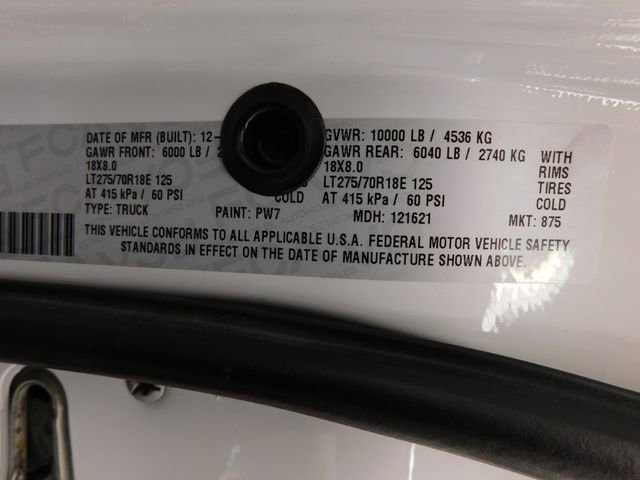 DATE OF MFR (BUILT): 12- GVWR: 10000 LB / 4536 KG
GAWR FRONT: 6000 LB / 2 GAWR REAR: 6040 LB / 2740 KG WITH
18X8.0 18X8.0 RIMS
LT275/70R18E 125 LT275/70R18E 125 TIRES
AT 415 kPa / 60 PSI COLD AT 415 kPa / 60 PSI COLD
TYPE: TRUCK PAINT: PW7 MDH: 121621 MKT: 875
THIS VEHICLE CONFORMS TO ALL APPLICABLE U.S.A. FEDERAL MOTOR VEHICLE SAFETY
STANDARDS IN EFFECT ON THE DATE OF MANUFACTURE SHOWN ABOVE.